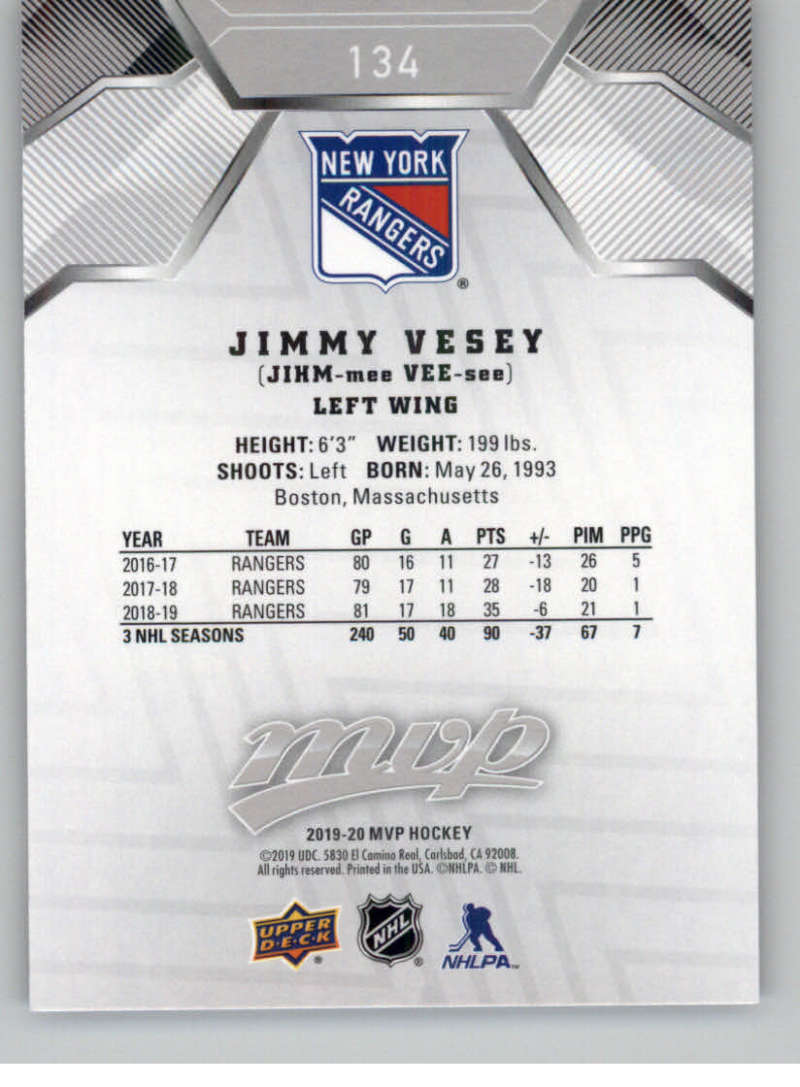 134
NEW YORK
RANGERS
®
JIMMY VESEY
(JIHM-mee VEE-see)
LEFT WING
HEIGHT: 6'3" WEIGHT: 199 lbs.
SHOOTS: Left BORN: May 26, 1993
Boston, Massachusetts
YEAR TEAM GP G A PTS +/- PIM PPG
2016-17 RANGERS 80 16 11 27 -13 26 5
2017-18 RANGERS 79 17 11 28 -18 20 1
2018-19 RANGERS 81 17 18 35 -6 21 1
3 NHL SEASONS 240 50 40 90 -37 67 7
mvp
2019-20 MVP HOCKEY
©2019 UDC. 5830 El Camino Real, Carlsbad, CA 92008.
All rights reserved. Printed in the USA. ©NHLPA. © NHL.
UPPER DECK® NHL® NHLPA™